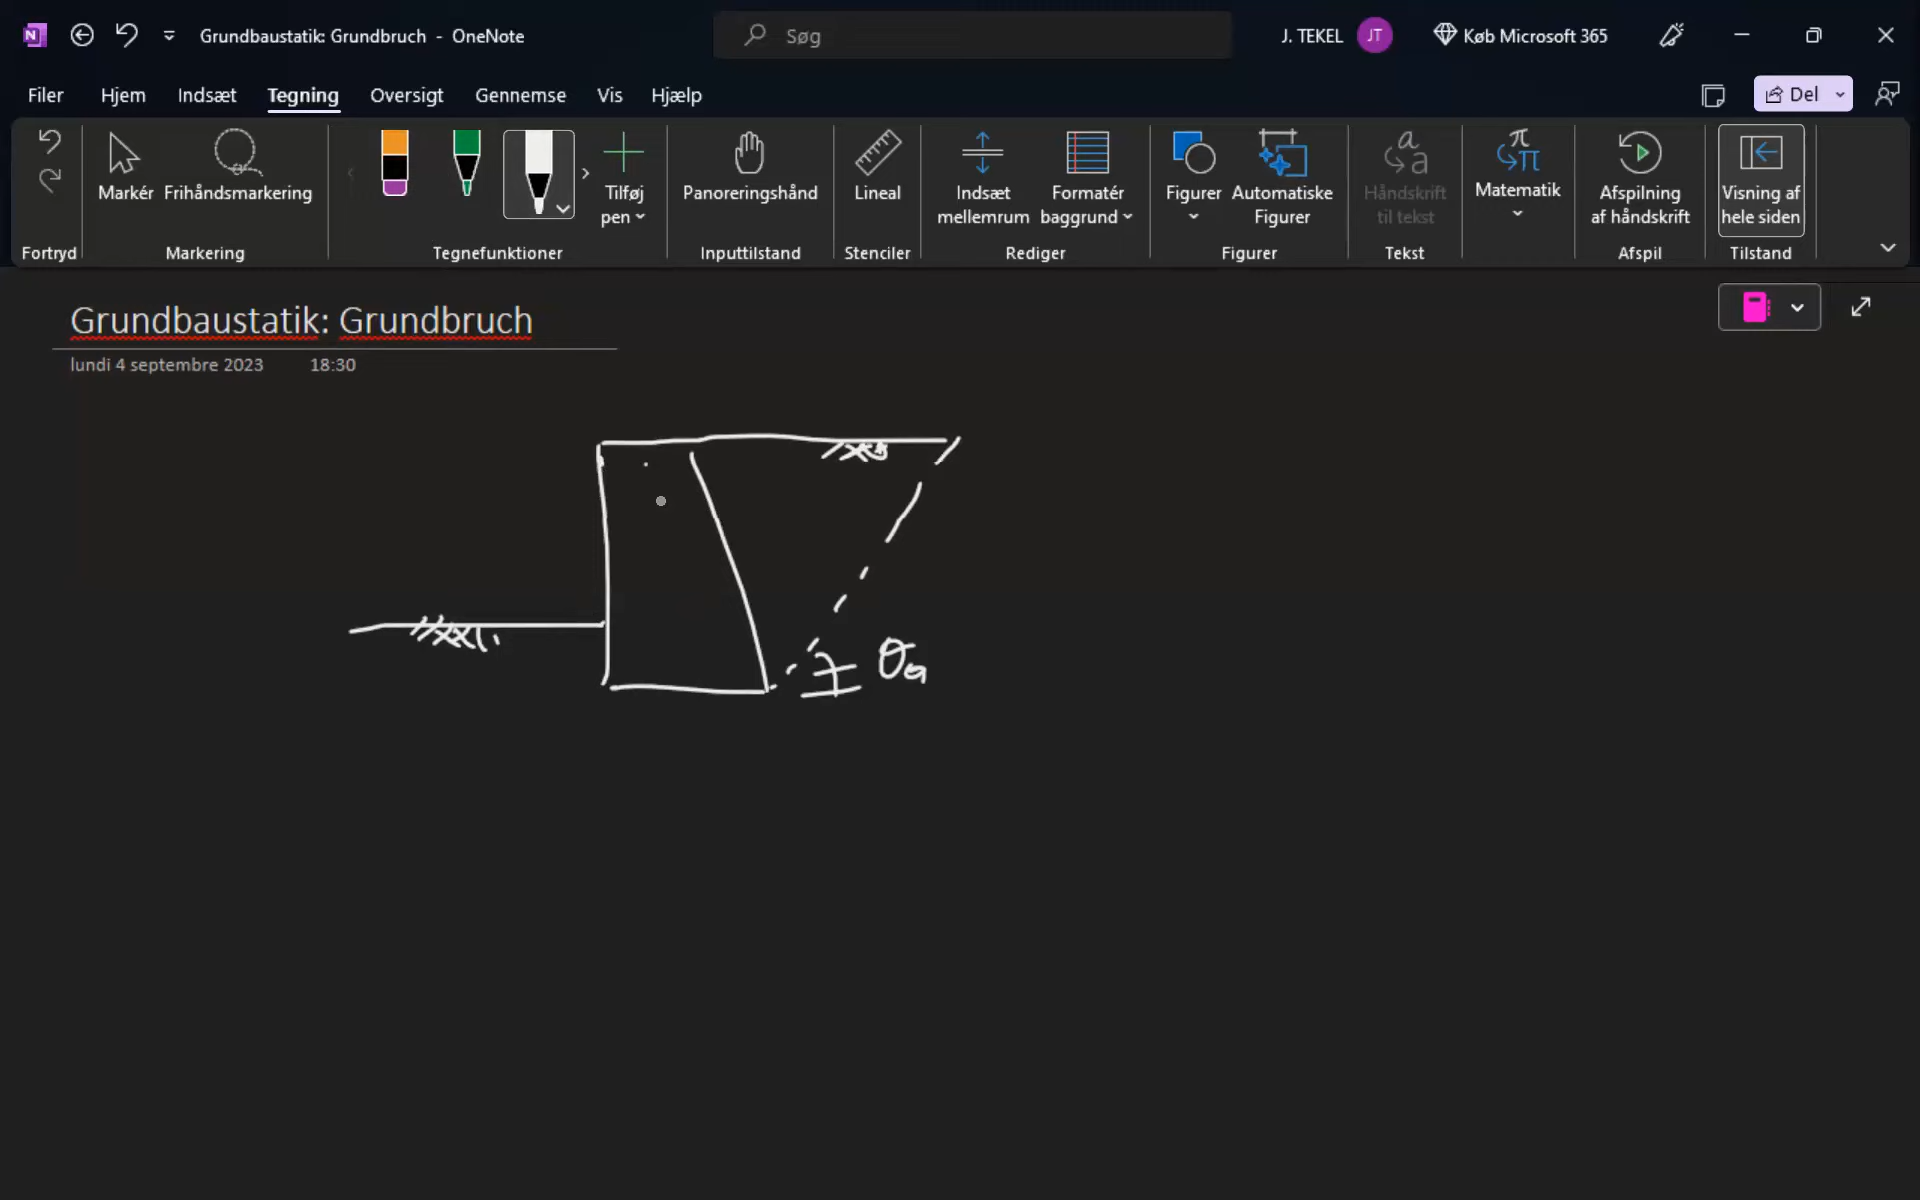 Grundbaustatik: Grundbruch - OneNote
Søg
J. TEKEL
JT
Køb Microsoft 365
Filer
Hjem
Indsæt
Tegning
Oversigt
Gennemse
Vis
Hjælp
Del
Markér
Frihåndsmarkering
Tilføj
pen
Panoreringshånd
Lineal
Indsæt
mellemrum
Formatér
baggrund
Figurer
Automatiske
Figurer
Håndskrift
til tekst
Matematik
Afspilning
af håndskrift
Visning af
hele siden
Fortryd
Markering
Tegnefunktioner
Inputtilstand
Stenciler
Rediger
Figurer
Tekst
Afspil
Tilstand
Grundbaustatik: Grundbruch
lundi 4 septembre 2023 18:30